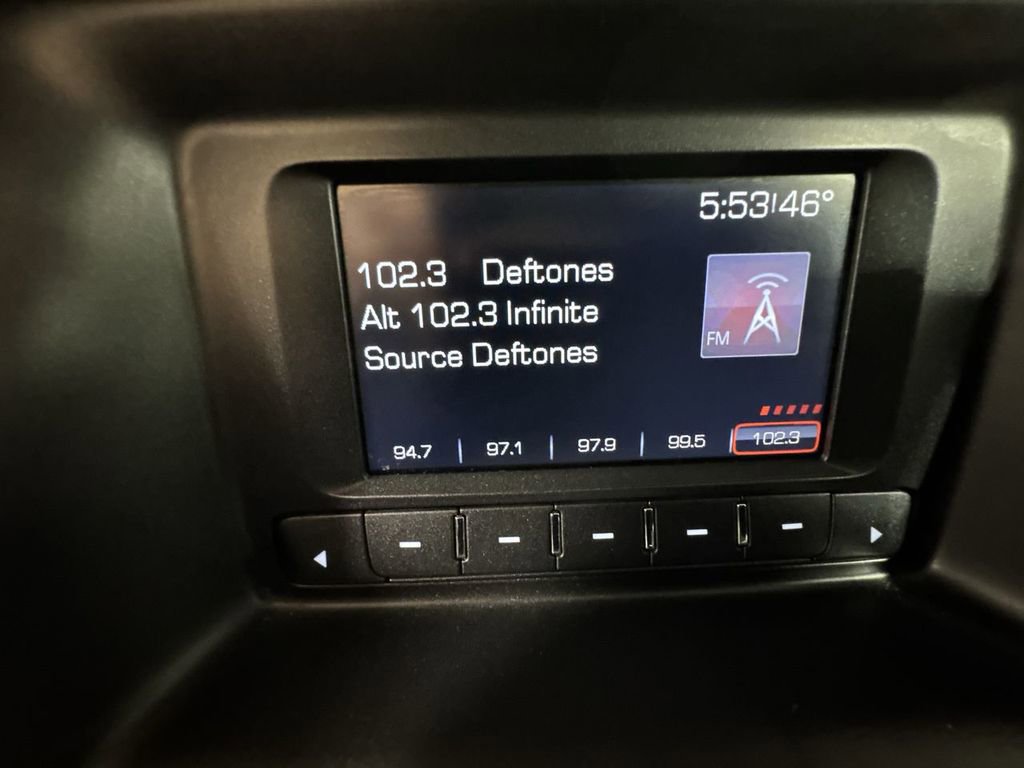 5:53 46°
102.3 Deftones
Alt 102.3 Infinite
Source Deftones
FM
94.7 97.1 97.9 99.5 102.3